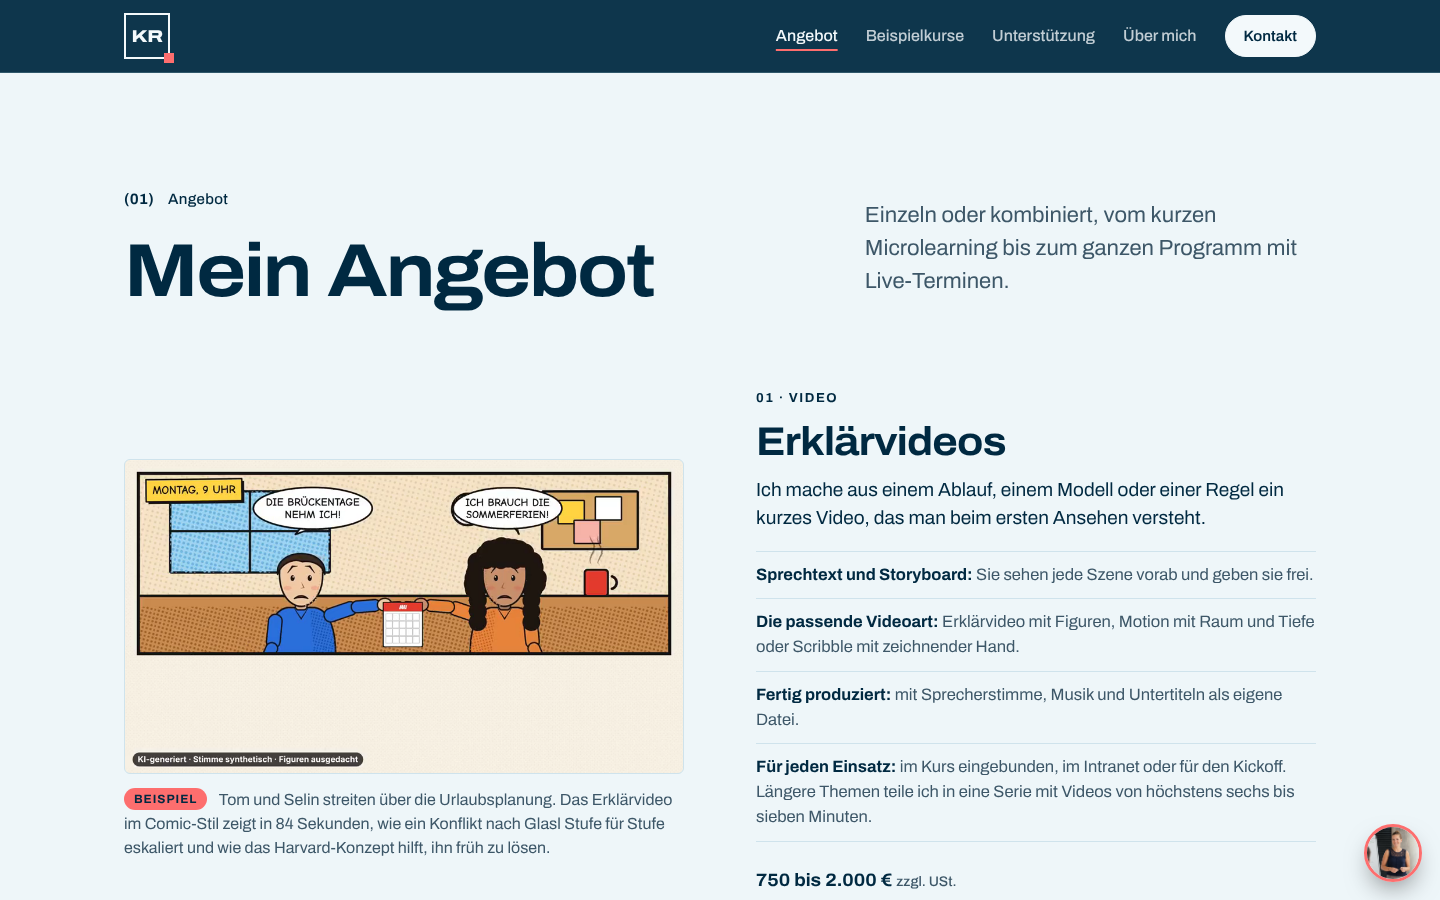 KR
Angebot
Beispielkurse
Unterstützung
Über mich
Kontakt
(01) Angebot
Mein Angebot
Einzeln oder kombiniert, vom kurzen
Microlearning bis zum ganzen Programm mit
Live-Terminen.
MONTAG, 9 UHR
DIE BRÜCKENTAGE
NEHM ICH!
ICH BRAUCH DIE
SOMMERFERIEN!
KI-generiert · Stimme synthetisch · Figuren ausgedacht
BEISPIEL Tom und Selin streiten über die Urlaubsplanung. Das Erklärvideo
im Comic-Stil zeigt in 84 Sekunden, wie ein Konflikt nach Glasl Stufe für Stufe
eskaliert und wie das Harvard-Konzept hilft, ihn früh zu lösen.
01 · VIDEO
Erklärvideos
Ich mache aus einem Ablauf, einem Modell oder einer Regel ein
kurzes Video, das man beim ersten Ansehen versteht.
Sprechtext und Storyboard: Sie sehen jede Szene vorab und geben sie frei.
Die passende Videoart: Erklärvideo mit Figuren, Motion mit Raum und Tiefe
oder Scribble mit zeichnender Hand.
Fertig produziert: mit Sprecherstimme, Musik und Untertiteln als eigene
Datei.
Für jeden Einsatz: im Kurs eingebunden, im Intranet oder für den Kickoff.
Längere Themen teile ich in eine Serie mit Videos von höchstens sechs bis
sieben Minuten.
750 bis 2.000 € zzgl. USt.